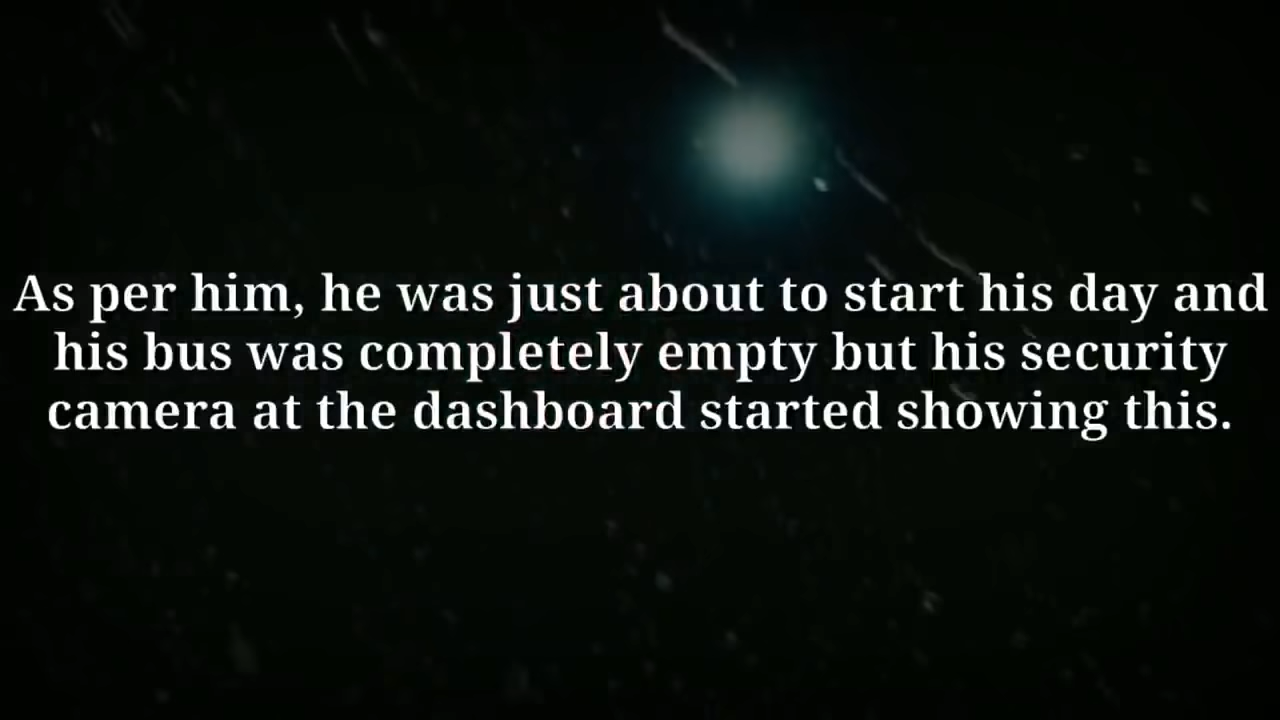 As per him, he was just about to start his day and
his bus was completely empty but his security
camera at the dashboard started showing this.